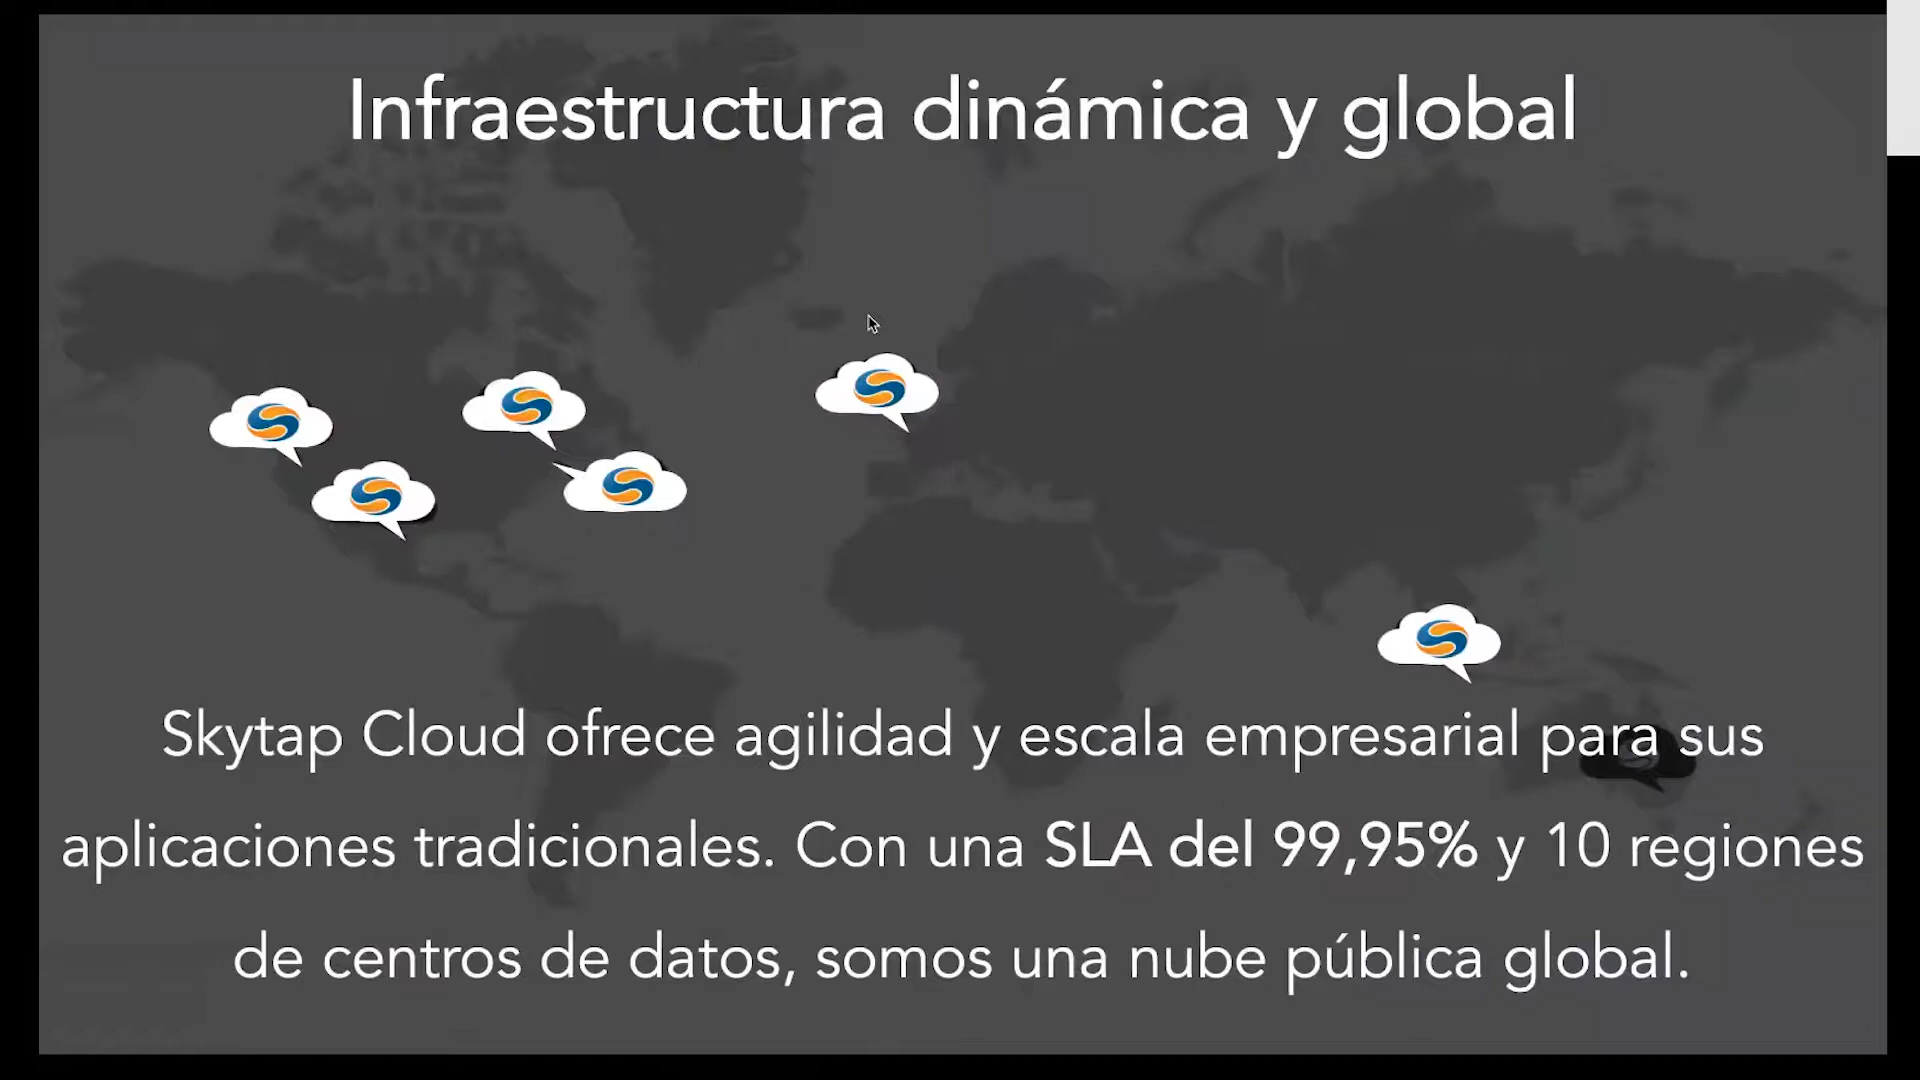 Infraestructura dinámica y global
Skytap Cloud ofrece agilidad y escala empresarial para sus
aplicaciones tradicionales. Con una SLA del 99,95% y 10 regiones
de centros de datos, somos una nube pública global.